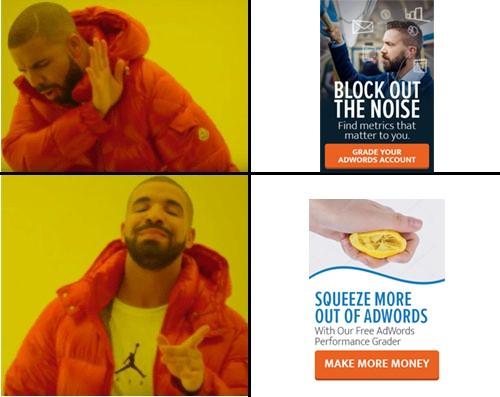 BLOCK OUT
THE NOISE
Find metrics that
matter to you.
GRADE YOUR
ADWORDS ACCOUNT
SQUEEZE MORE
OUT OF ADWORDS
With Our Free AdWords
Performance Grader
MAKE MORE MONEY